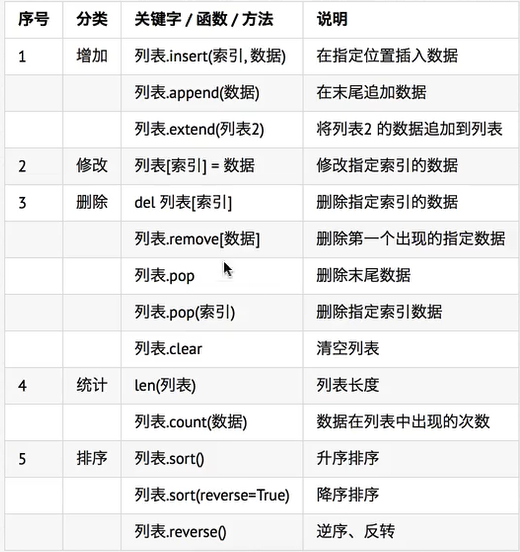 序号 分类 关键字 / 函数 / 方法 说明
1 增加 列表.insert(索引, 数据) 在指定位置插入数据
列表.append(数据) 在末尾追加数据
列表.extend(列表2) 将列表2 的数据追加到列表
2 修改 列表[索引] = 数据 修改指定索引的数据
3 删除 del 列表[索引] 删除指定索引的数据
列表.remove[数据] 删除第一个出现的指定数据
列表.pop 删除末尾数据
列表.pop(索引) 删除指定索引数据
列表.clear 清空列表
4 统计 len(列表) 列表长度
列表.count(数据) 数据在列表中出现的次数
5 排序 列表.sort() 升序排序
列表.sort(reverse=True) 降序排序
列表.reverse() 逆序、反转